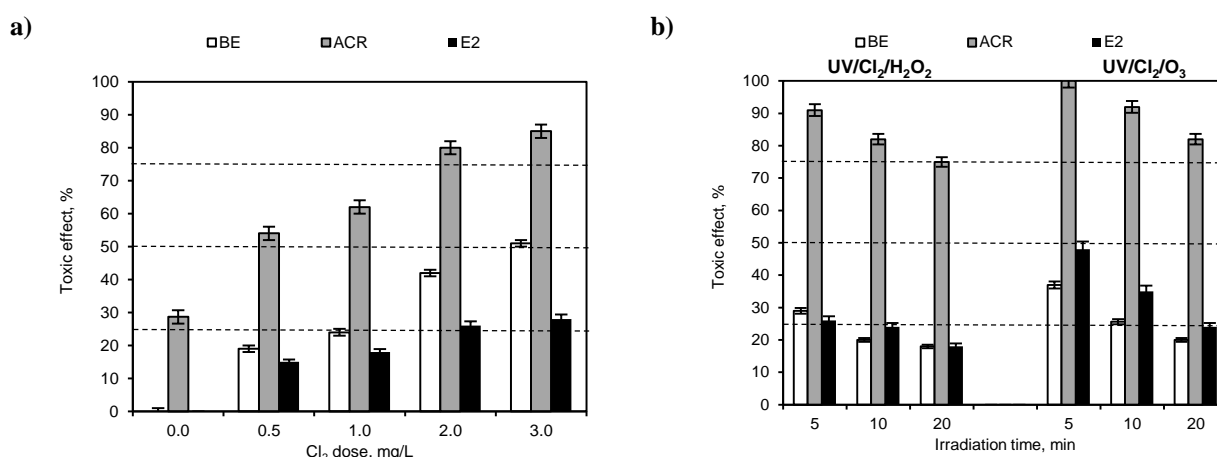 a)
BE ACR E2
Toxic effect, %
100
90
80
70
60
50
40
30
20
10
0
0.0 0.5 1.0 2.0 3.0
Cl₂ dose, mg/L
b)
BE ACR E2
UV/Cl₂/H₂O₂ UV/Cl₂/O₃
Toxic effect, %
100
90
80
70
60
50
40
30
20
10
0
5 10 20 5 10 20
Irradiation time, min